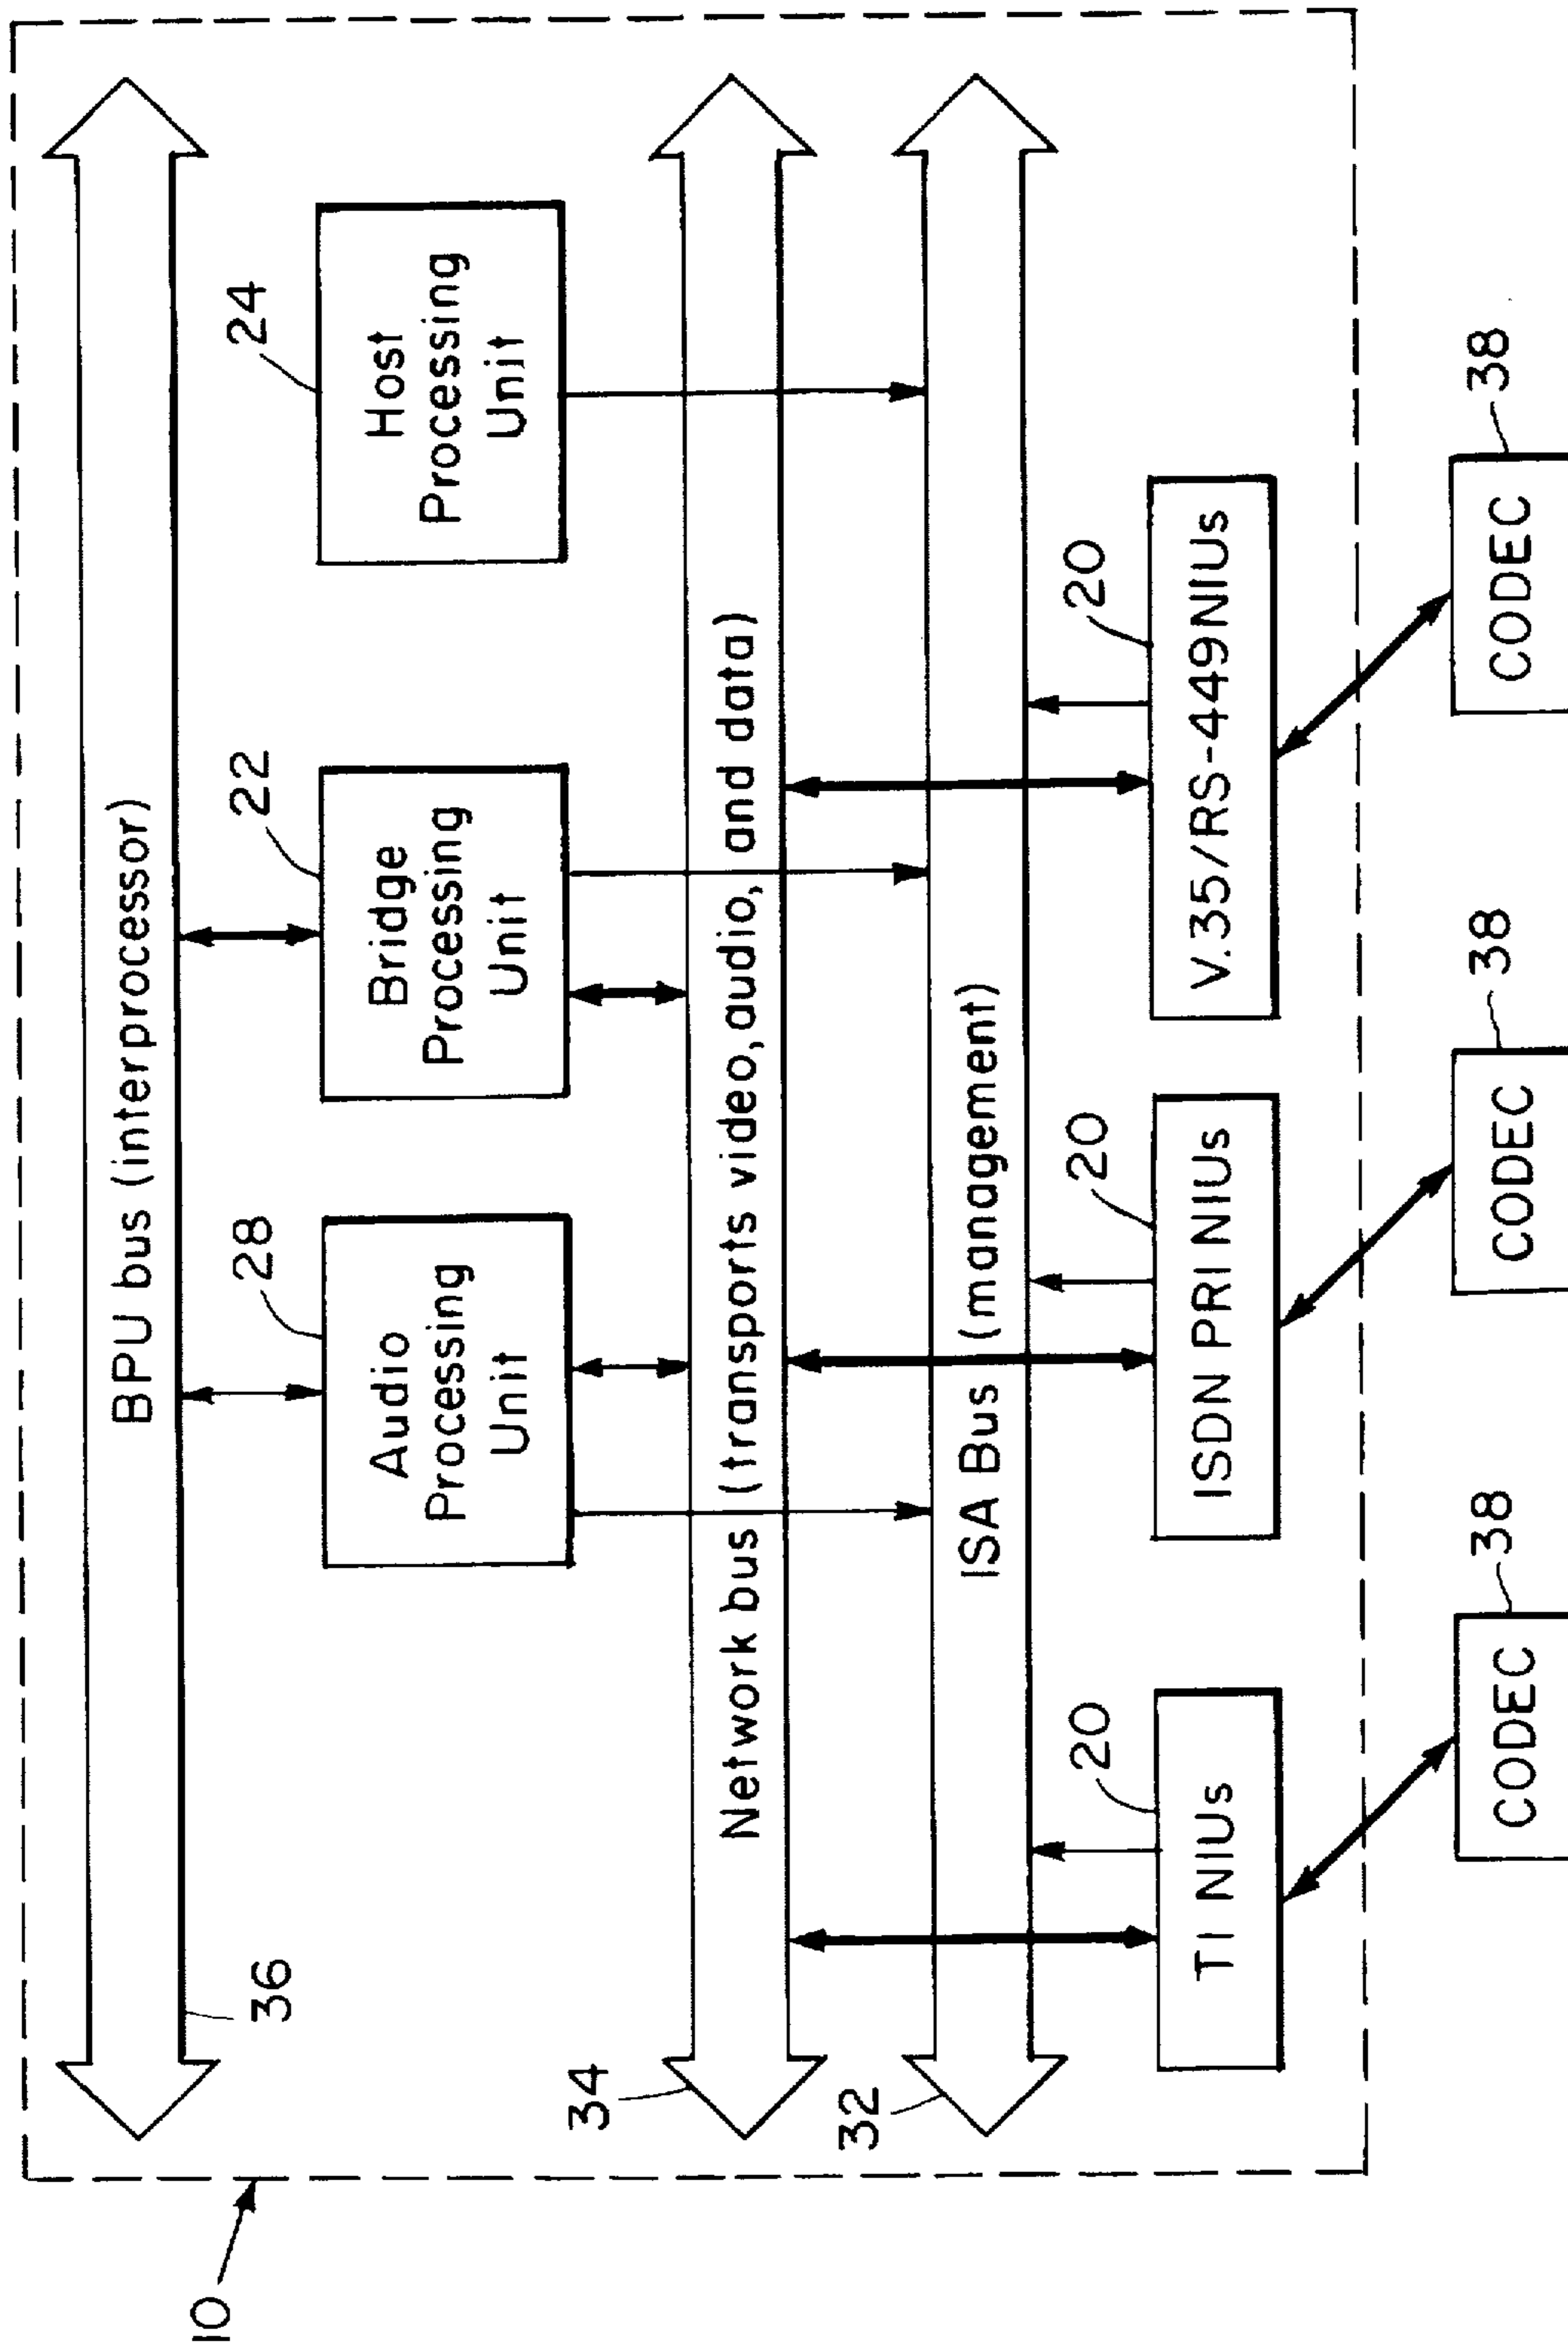 10
36
BPU bus (interprocessor)
28
22
24
Audio
Processing
Unit
Bridge
Processing
Unit
Host
Processing
Unit
34
Network bus (transports video, audio, and data)
32
ISA Bus (management)
20
20
20
T1 NIUs
ISDN PRI NIUs
V.35/RS-449NIUs
38
38
38
CODEC
CODEC
CODEC